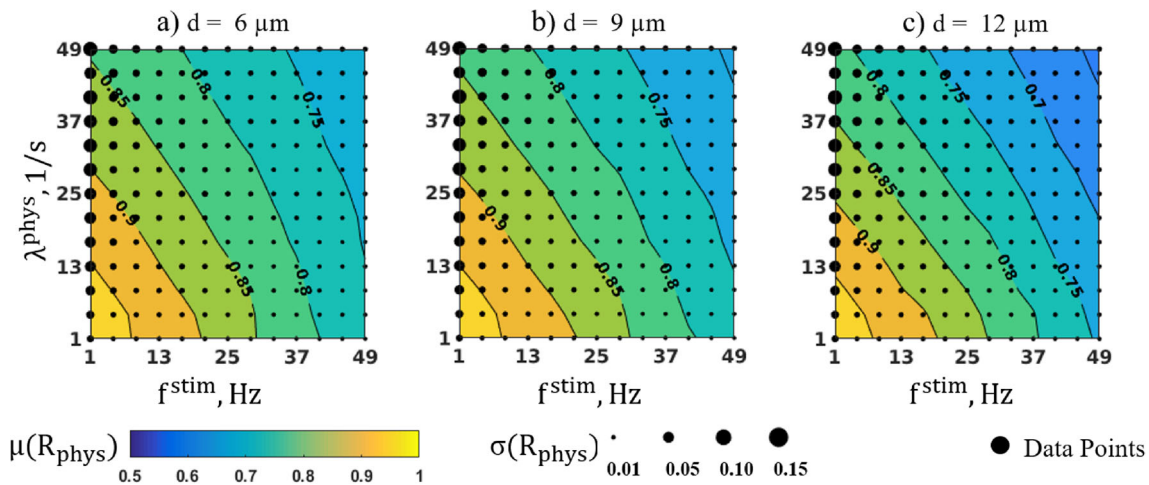 a) d = 6 µm
b) d = 9 µm
c) d = 12 µm
λphys, 1/s
49
37
25
13
1
1 13 25 37 49
0.85
0.8
0.75
0.9
0.85
0.8
fstim, Hz
49
37
25
13
1
1 13 25 37 49
0.8
0.75
0.85
0.9
0.85
0.8
fstim, Hz
49
37
25
13
1
1 13 25 37 49
0.8
0.75
0.7
0.85
0.9
0.8
0.75
fstim, Hz
µ(Rphys)
0.5 0.6 0.7 0.8 0.9 1
σ(Rphys)
0.01 0.05 0.10 0.15
Data Points